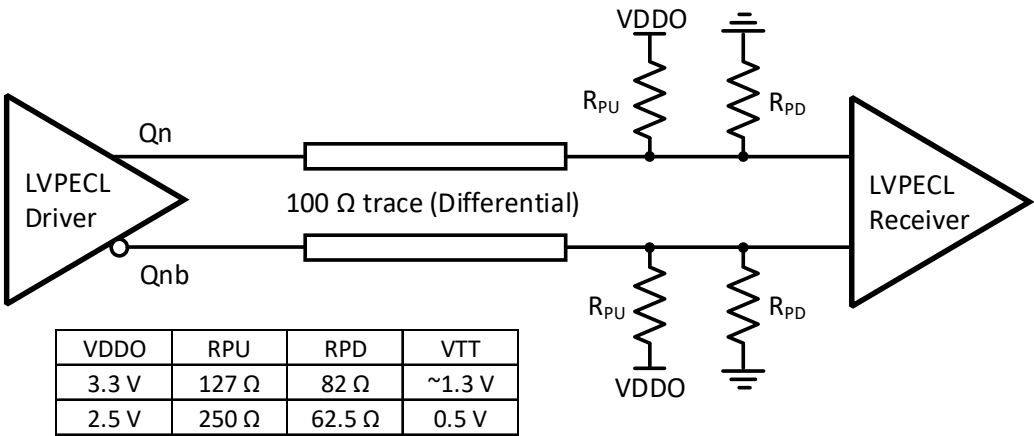 VDDO
R_PU
R_PD
Qn
LVPECL
Driver
100 Ω trace (Differential)
LVPECL
Receiver
Qnb
R_PU
R_PD
VDDO
VDDO RPU RPD VTT
3.3 V 127 Ω 82 Ω ~1.3 V
2.5 V 250 Ω 62.5 Ω 0.5 V